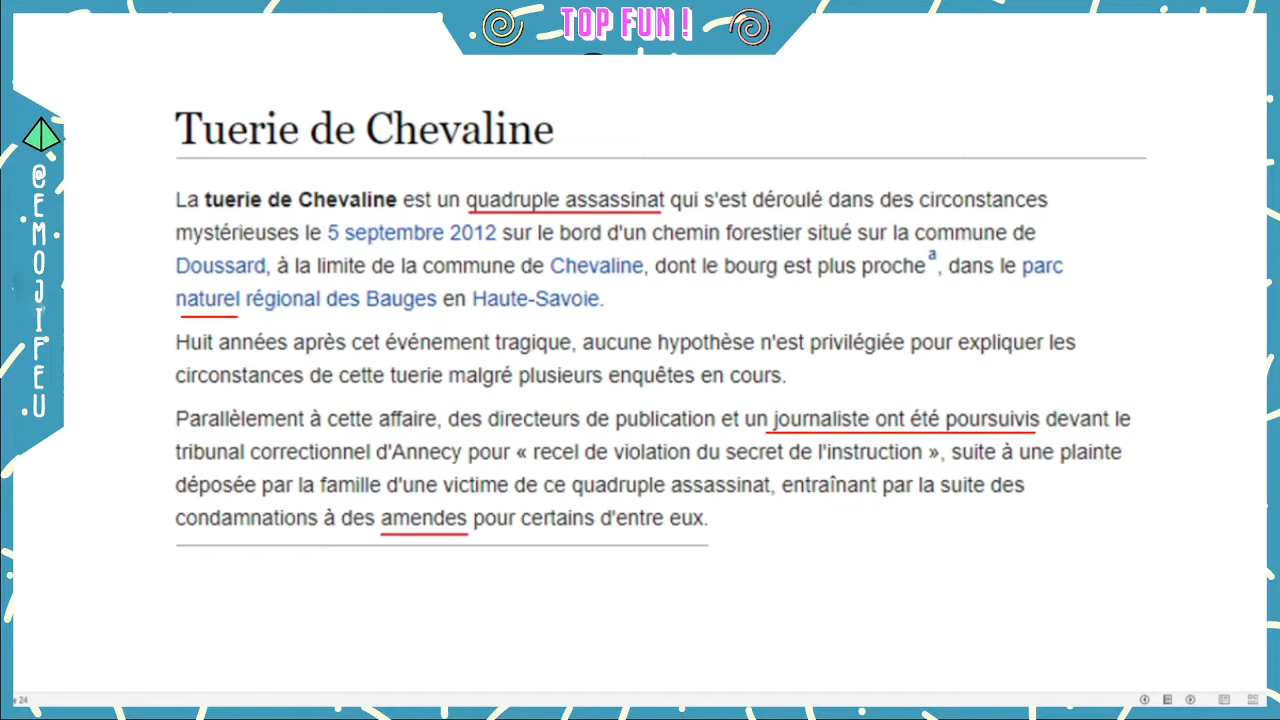 TOP FUN !
@EMOJIFEU
Tuerie de Chevaline
La tuerie de Chevaline est un quadruple assassinat qui s'est déroulé dans des circonstances
mystérieuses le 5 septembre 2012 sur le bord d'un chemin forestier situé sur la commune de
Doussard, à la limite de la commune de Chevaline, dont le bourg est plus proche a, dans le parc
naturel régional des Bauges en Haute-Savoie.
Huit années après cet événement tragique, aucune hypothèse n'est privilégiée pour expliquer les
circonstances de cette tuerie malgré plusieurs enquêtes en cours.
Parallèlement à cette affaire, des directeurs de publication et un journaliste ont été poursuivis devant le
tribunal correctionnel d'Annecy pour « recel de violation du secret de l'instruction », suite à une plainte
déposée par la famille d'une victime de ce quadruple assassinat, entraînant par la suite des
condamnations à des amendes pour certains d'entre eux.
24